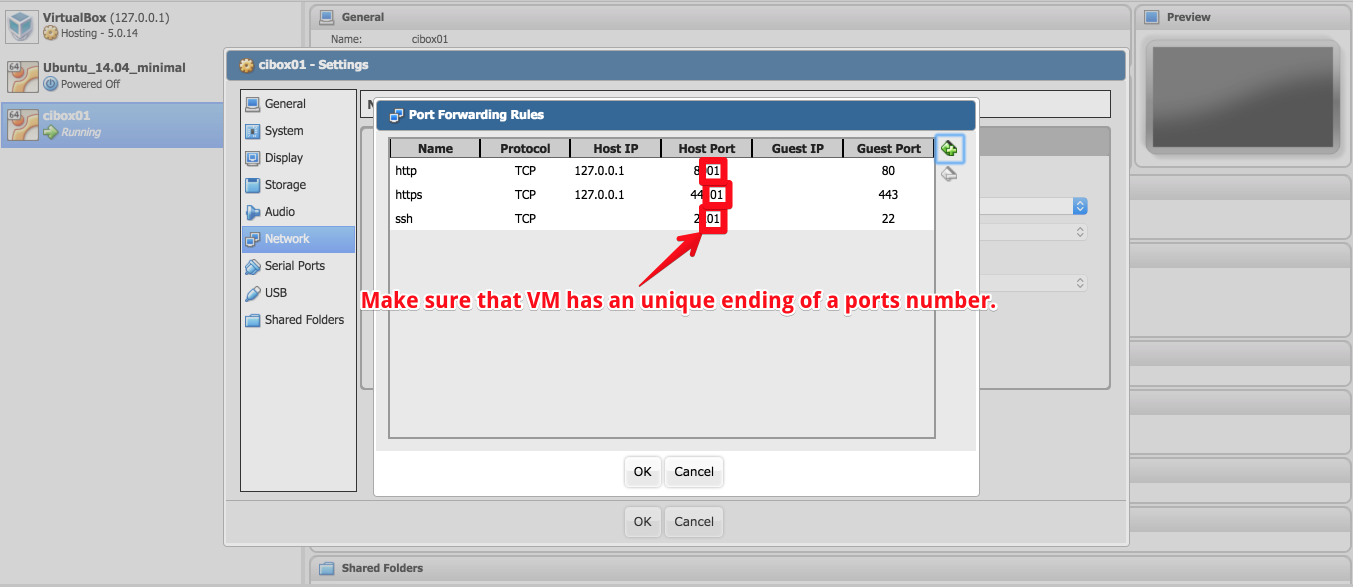 VirtualBox (127.0.0.1)
Hosting - 5.0.14
64
Ubuntu_14.04_minimal
Powered Off
64
cibox01
Running
General
Name: cibox01
Preview
cibox01 - Settings
General
System
Display
Storage
Audio
Network
Serial Ports
USB
Shared Folders
Port Forwarding Rules
Name Protocol Host IP Host Port Guest IP Guest Port
http TCP 127.0.0.1 8 01 80
https TCP 127.0.0.1 44 01 443
ssh TCP 2 01 22
Make sure that VM has an unique ending of a ports number.
OK Cancel
OK Cancel
Shared Folders